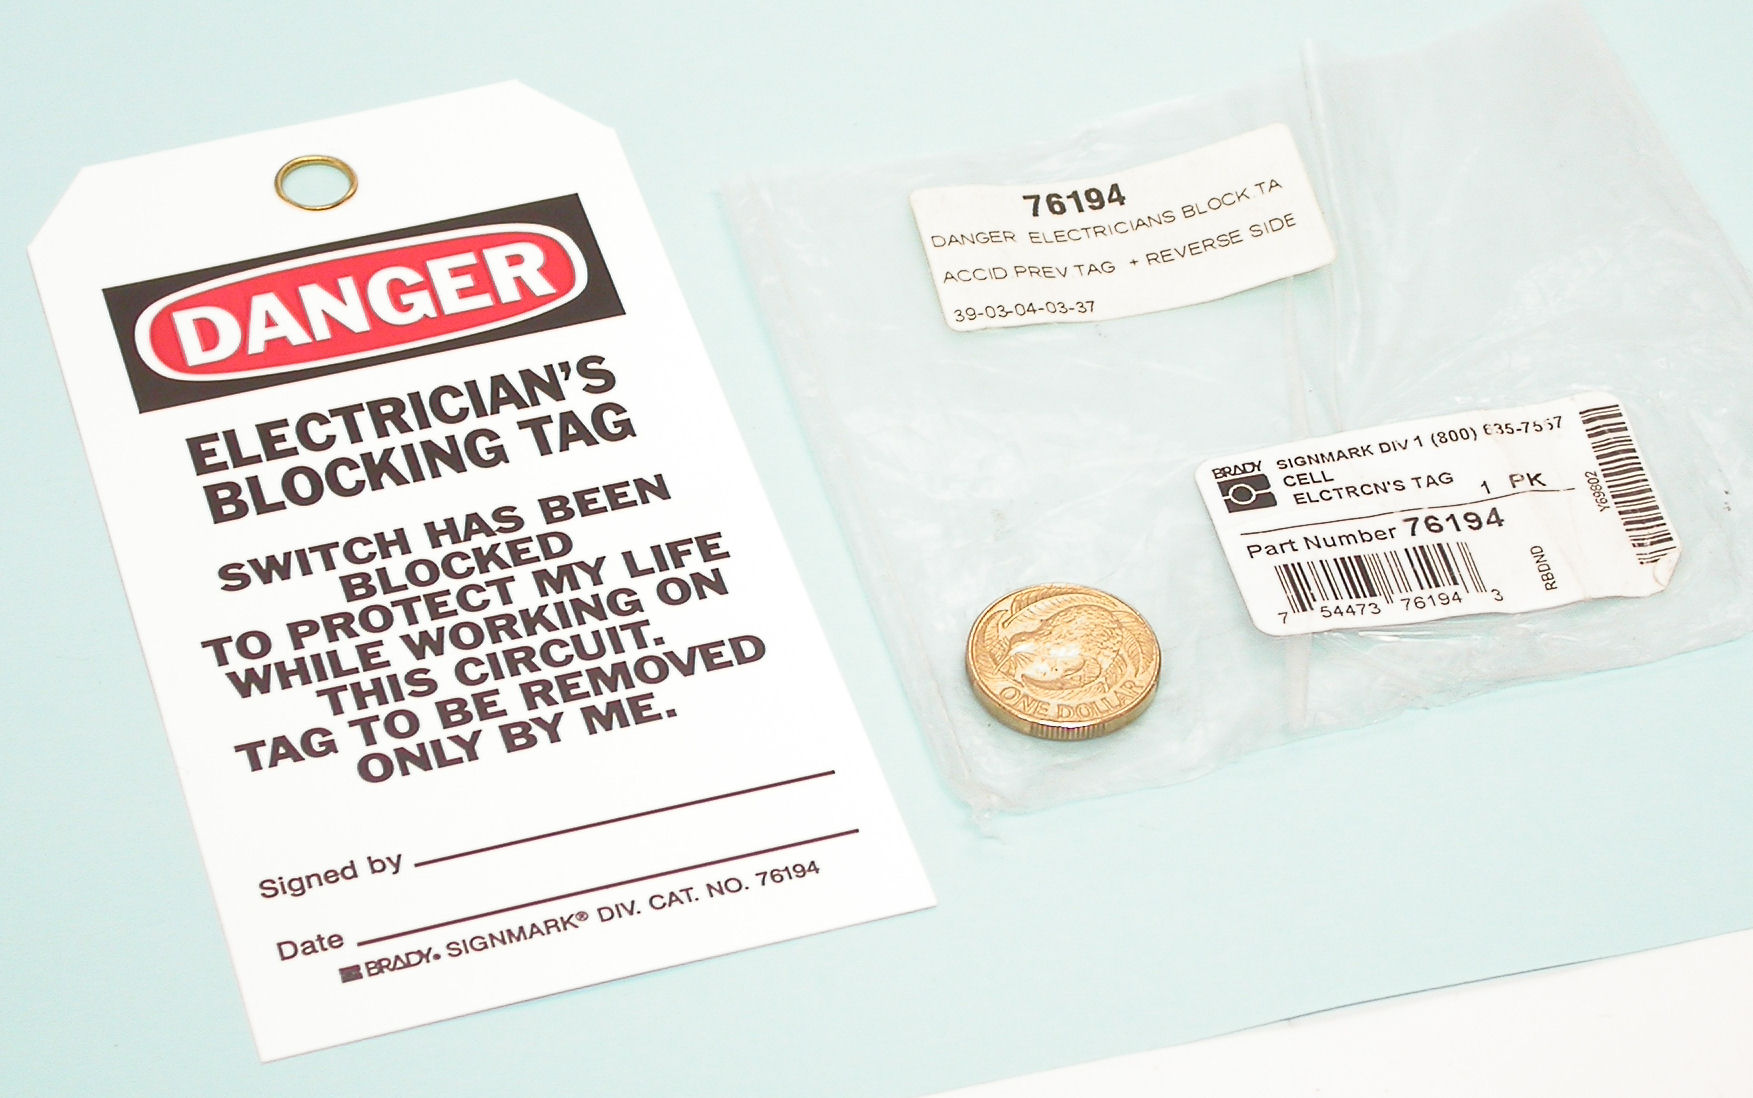 DANGER
ELECTRICIAN'S
BLOCKING TAG
SWITCH HAS BEEN
BLOCKED
TO PROTECT MY LIFE
WHILE WORKING ON
THIS CIRCUIT.
TAG TO BE REMOVED
ONLY BY ME.
Signed by
Date
BRADY. SIGNMARK® DIV. CAT. NO. 76194
76194
DANGER ELECTRICIANS BLOCK.TA
ACCID.PREV TAG + REVERSE SIDE
39-03-04-03-37
BRADY SIGNMARK DIV 1 (800)
CELL
ELCTRCN'S TAG 1 PK
Part Number 76194
7 54473 76194 3
RBDND
Y69802
ONE DOLLAR